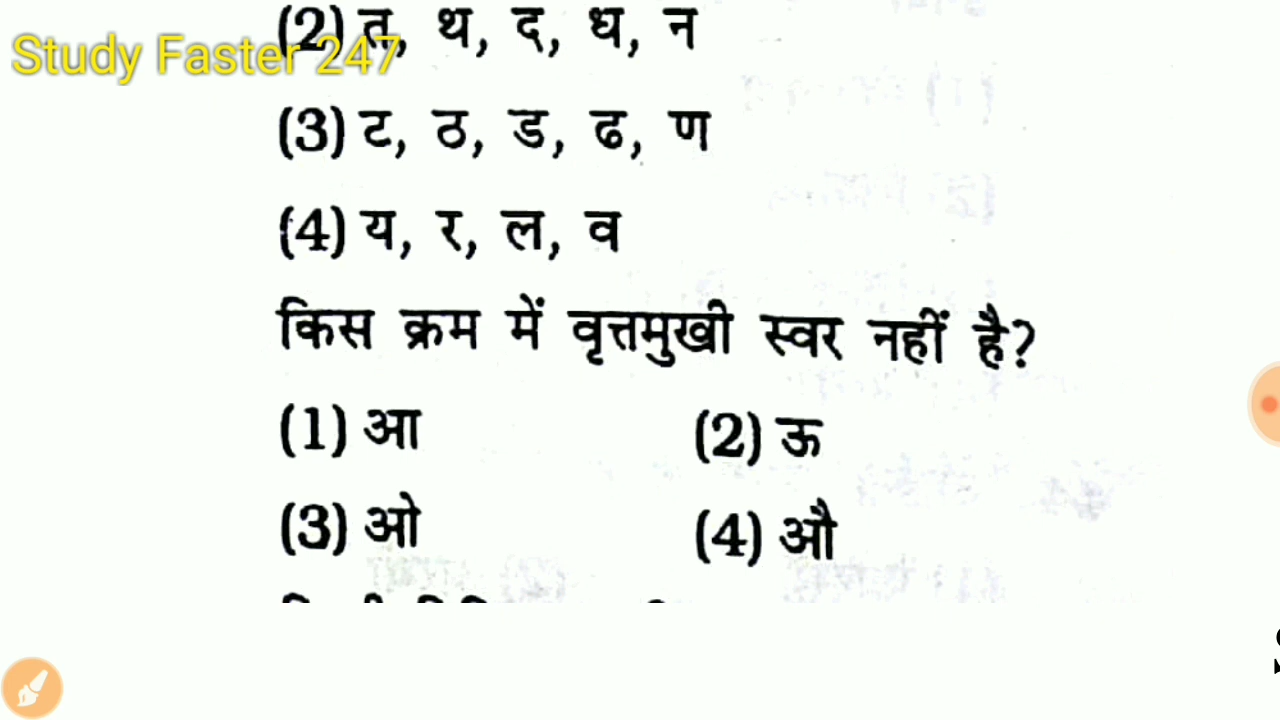 (2) त, थ, द, ध, न
Study Faster 247
(3) ट, ठ, ड, ढ, ण
(4) य, र, ल, व
किस क्रम में वृत्तमुखी स्वर नहीं है?
(1) आ (2) ऊ
(3) ओ (4) औ